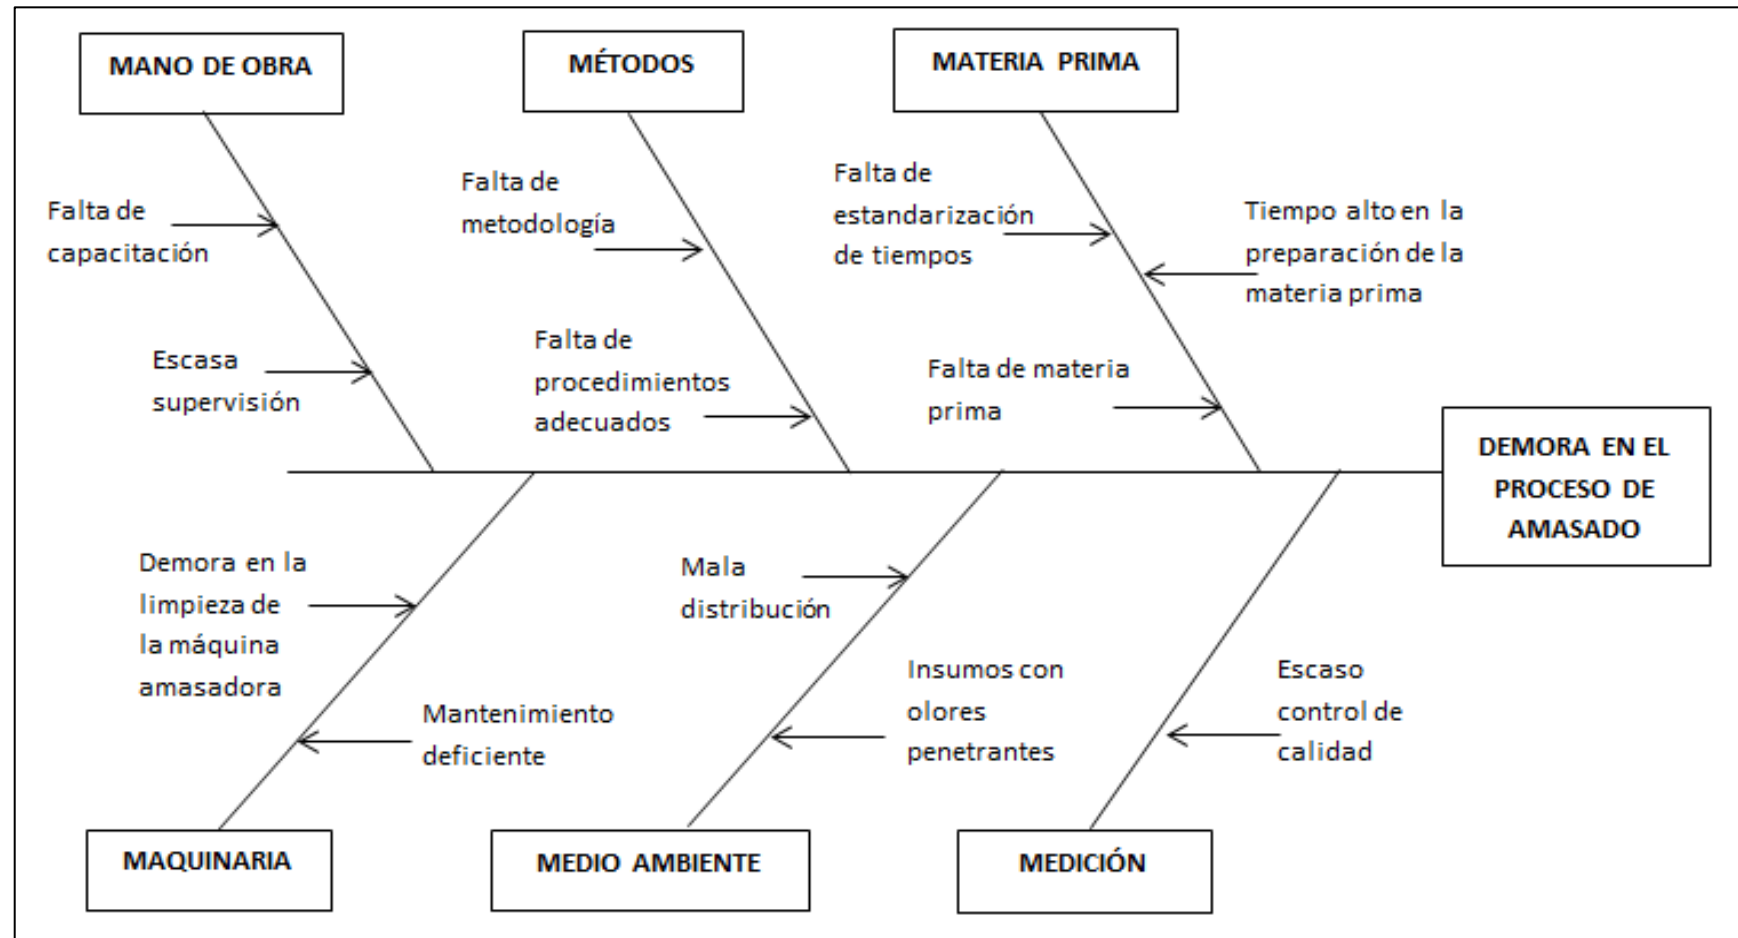 MANO DE OBRA
MÉTODOS
MATERIA PRIMA
Falta de
capacitación
Escasa
supervisión
Falta de
metodología
Falta de
procedimientos
adecuados
Falta de
estandarización
de tiempos
Tiempo alto en la
preparación de la
materia prima
Falta de materia
prima
DEMORA EN EL
PROCESO DE
AMASADO
Demora en la
limpieza de
la máquina
amasadora
Mantenimiento
deficiente
Mala
distribución
Insumos con
olores
penetrantes
Escaso
control de
calidad
MAQUINARIA
MEDIO AMBIENTE
MEDICIÓN